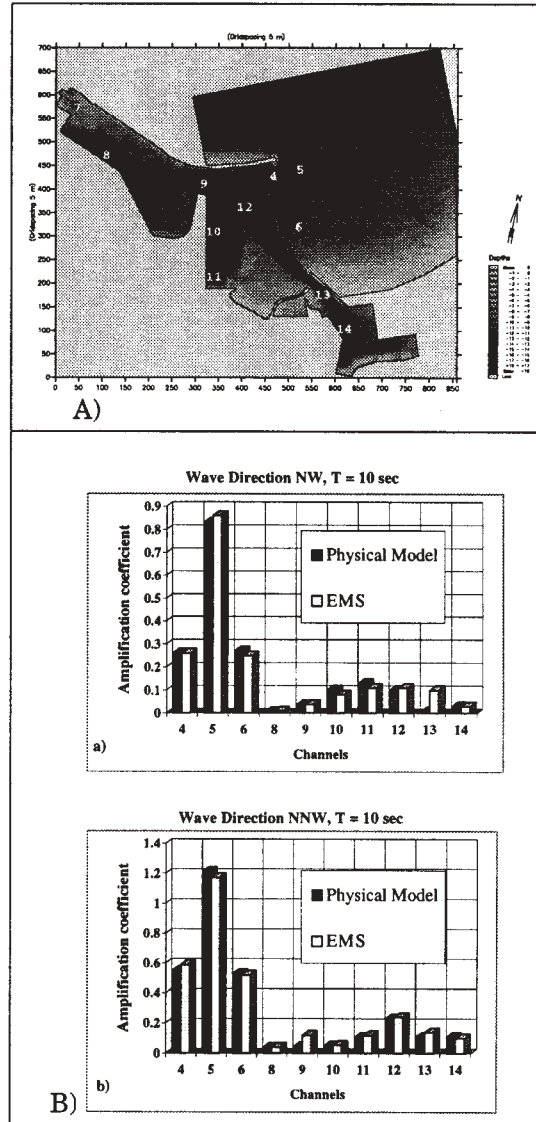 (Gridspacing 5 m)
700
650
600
550
500
450
400
350
300
250
200
150
100
50
0
(Gridspacing 5 m)
7
8
9
4
5
12
10
6
11
13
14
N
Depths
0 50 100 150 200 250 300 350 400 450 500 550 600 650 700 750 800 850
A)
Wave Direction NW, T = 10 sec
0.9
0.8
0.7
0.6
0.5
0.4
0.3
0.2
0.1
0
Amplification coefficient
Physical Model
EMS
4 5 6 8 9 10 11 12 13 14
a)
Channels
Wave Direction NNW, T = 10 sec
1.4
1.2
1
0.8
0.6
0.4
0.2
0
Amplification coefficient
Physical Model
EMS
4 5 6 8 9 10 11 12 13 14
b)
Channels
B)